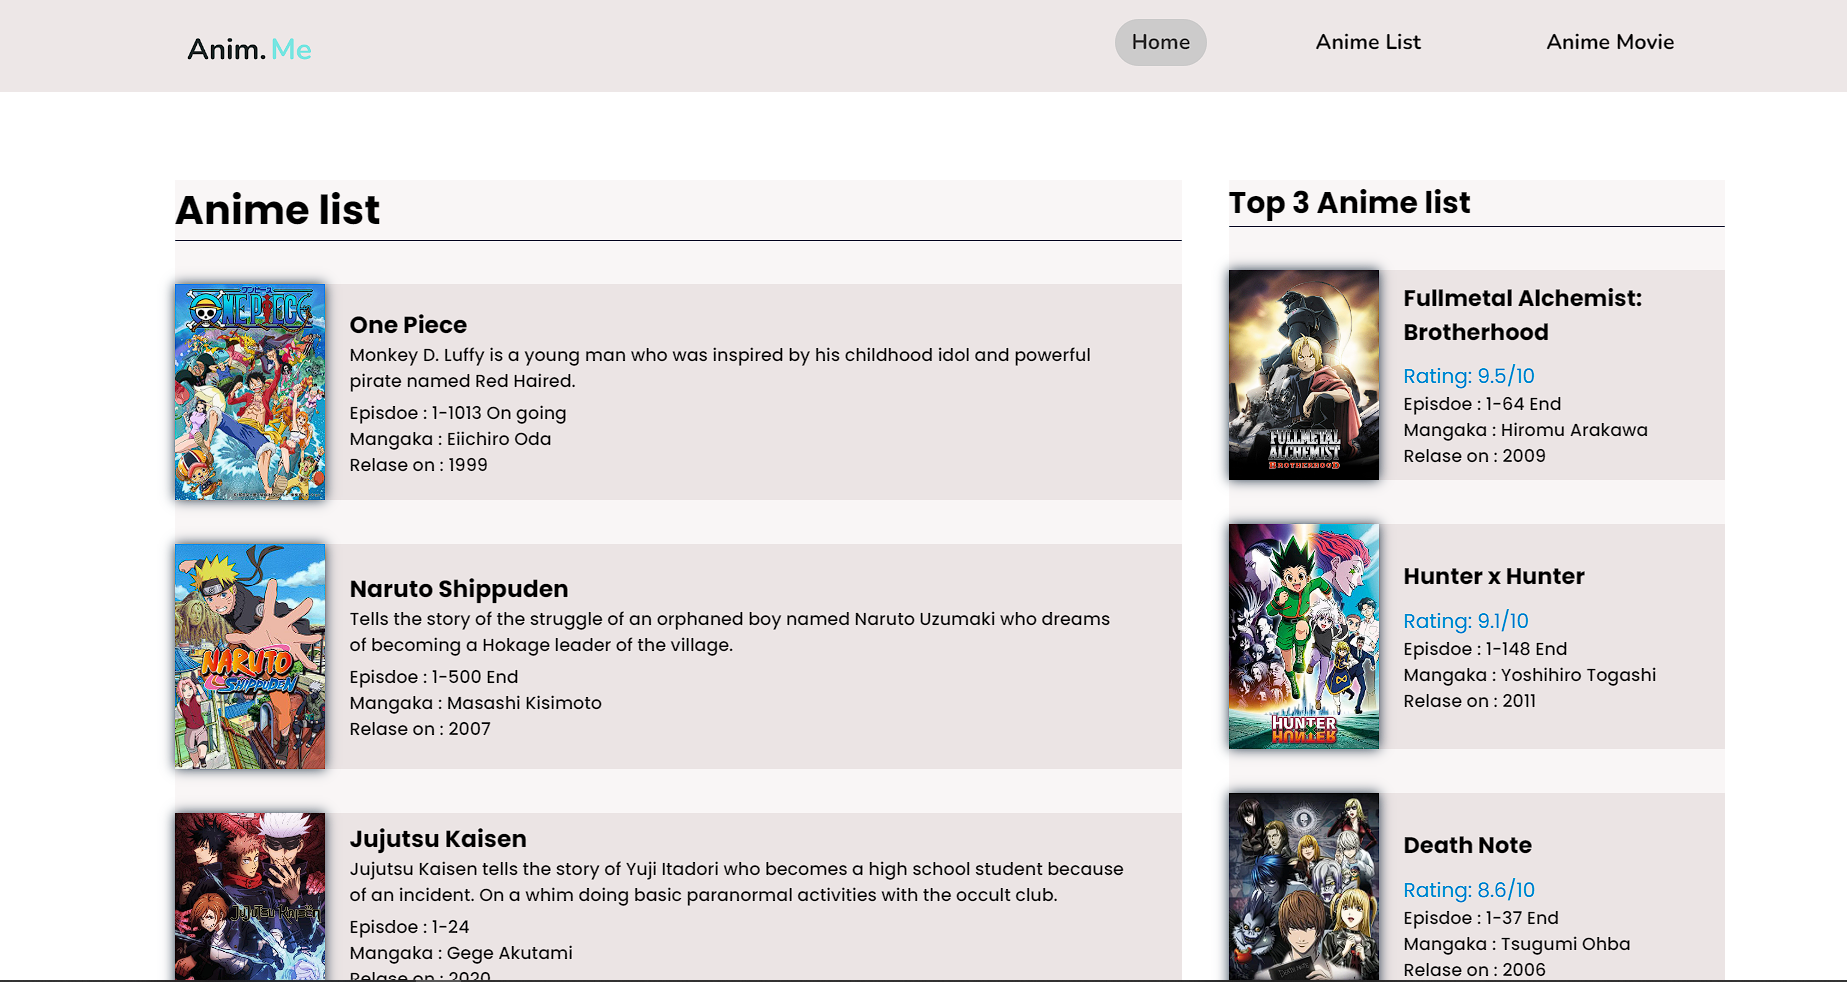 Anim. Me
Home
Anime List
Anime Movie
Anime list
ワンピース
ONE PIECE
One Piece
Monkey D. Luffy is a young man who was inspired by his childhood idol and powerful
pirate named Red Haired.
Episdoe : 1-1013 On going
Mangaka : Eiichiro Oda
Relase on : 1999
NARUTO
SHIPPUDEN
Naruto Shippuden
Tells the story of the struggle of an orphaned boy named Naruto Uzumaki who dreams
of becoming a Hokage leader of the village.
Episdoe : 1-500 End
Mangaka : Masashi Kisimoto
Relase on : 2007
Jujutsu Kaisen
Jujutsu Kaisen
Jujutsu Kaisen tells the story of Yuji Itadori who becomes a high school student because
of an incident. On a whim doing basic paranormal activities with the occult club.
Episdoe : 1-24
Mangaka : Gege Akutami
Relase on : 2020
Top 3 Anime list
FULLMETAL
ALCHEMIST
BROTHERHOOD
Fullmetal Alchemist:
Brotherhood
Rating: 9.5/10
Episdoe : 1-64 End
Mangaka : Hiromu Arakawa
Relase on : 2009
HUNTER
X
HUNTER
Hunter x Hunter
Rating: 9.1/10
Episdoe : 1-148 End
Mangaka : Yoshihiro Togashi
Relase on : 2011
Death Note
Death Note
Rating: 8.6/10
Episdoe : 1-37 End
Mangaka : Tsugumi Ohba
Relase on : 2006